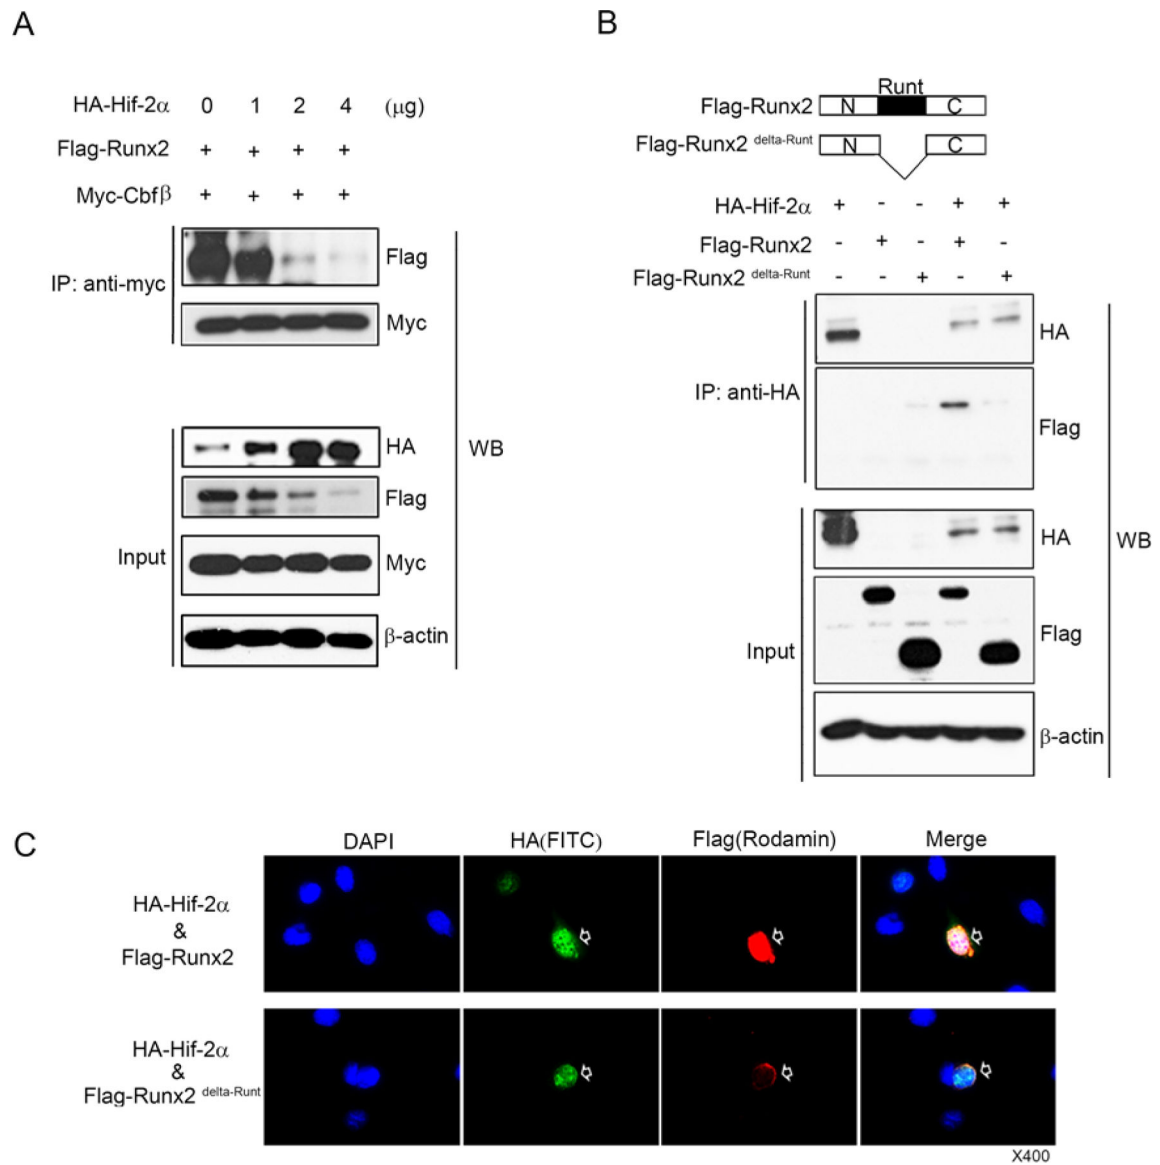 A
HA-Hif-2α 0 1 2 4 (μg)
Flag-Runx2 + + + +
Myc-Cbfβ + + + +
IP: anti-myc
Flag
Myc
HA
Flag
Input
Myc
β-actin
WB
B
Runt
Flag-Runx2 N C
Flag-Runx2 delta-Runt N C
HA-Hif-2α + - - + +
Flag-Runx2 - + - + -
Flag-Runx2 delta-Runt - - + - +
HA
IP: anti-HA
Flag
HA
Flag
Input
β-actin
WB
C
DAPI HA(FITC) Flag(Rodamin) Merge
HA-Hif-2α
&
Flag-Runx2
HA-Hif-2α
&
Flag-Runx2 delta-Runt
X400